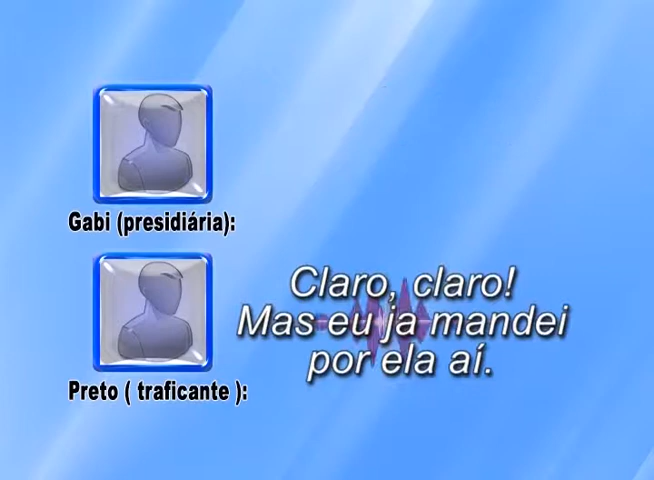 Gabi (presidiária):
Claro, claro!
Mas eu ja mandei
por ela aí.
Preto ( traficante ):